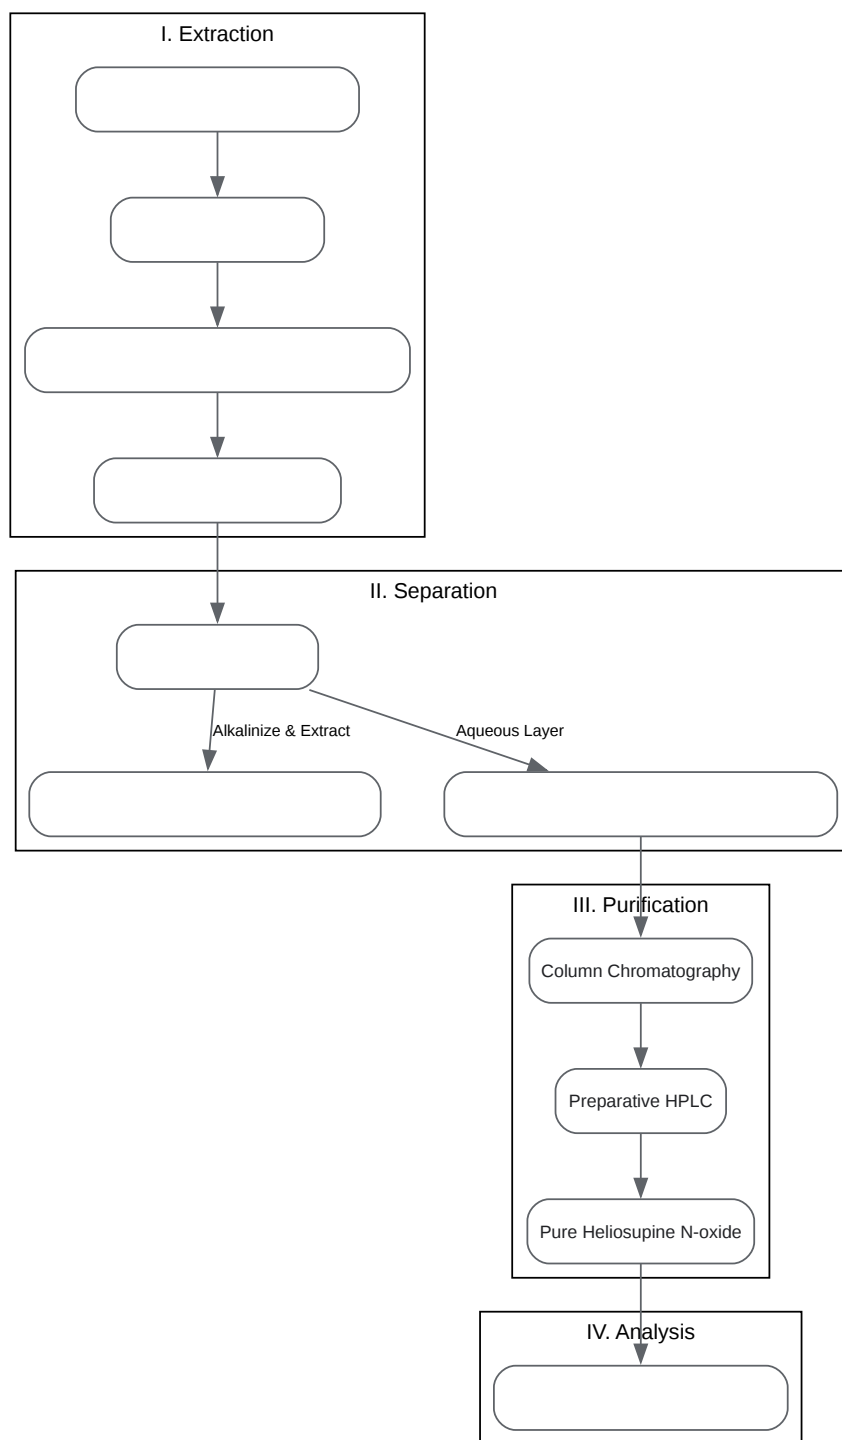 I. Extraction
II. Separation
Alkalinize & Extract
Aqueous Layer
III. Purification
Column Chromatography
Preparative HPLC
Pure Heliosupine N-oxide
IV. Analysis